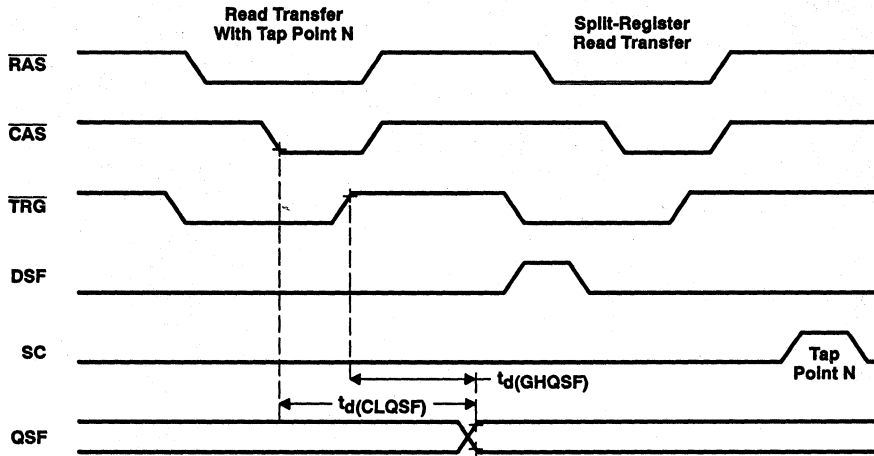 Read Transfer
With Tap Point N
Split-Register
Read Transfer
RAS
CAS
TRG
DSF
SC
Tap
Point N
td(GHQSF)
td(CLQSF)
QSF